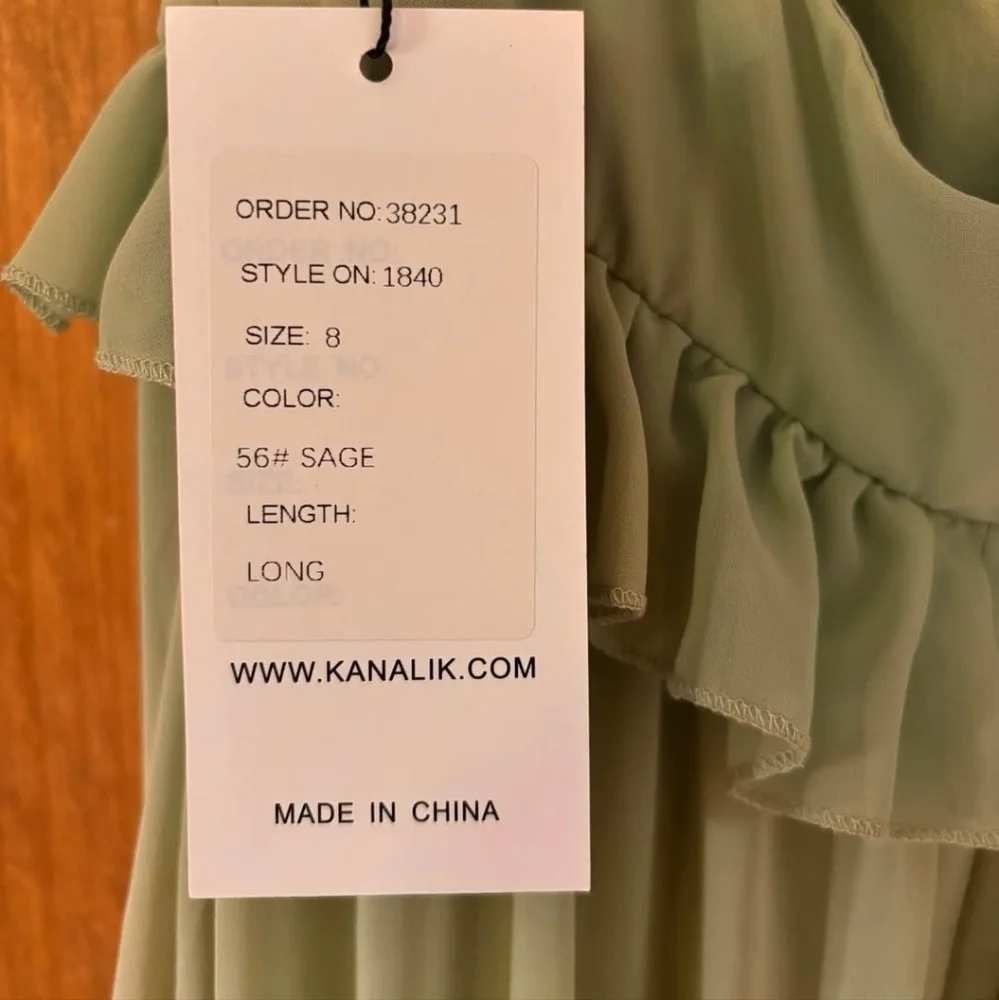 ORDER NO: 38231
STYLE ON: 1840
SIZE: 8
COLOR:
56# SAGE
LENGTH:
LONG
WWW.KANALIK.COM
MADE IN CHINA